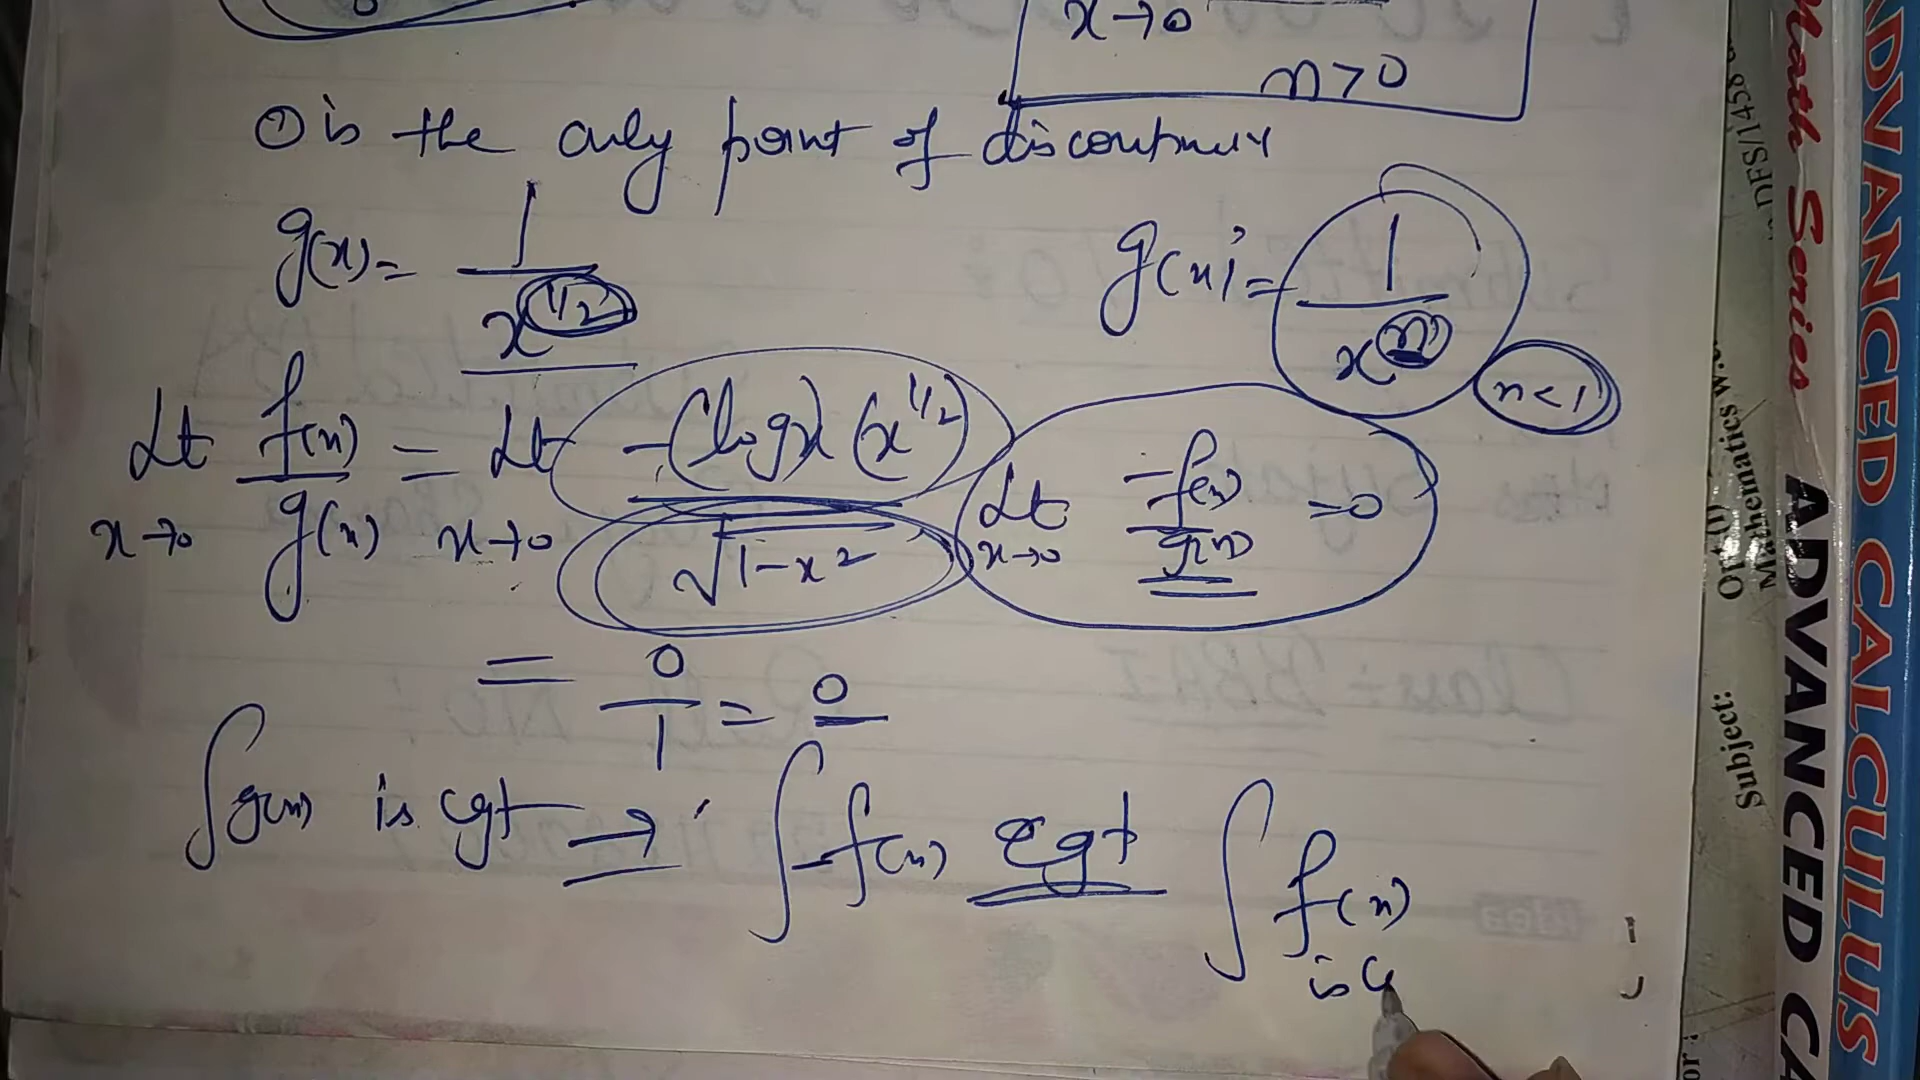 x→0
n>0
0 is the only point of discontinuity
g(x) = 1/x^(1/2)
g(x) = 1/x^n
n<1
Lt x→0 f(x)/g(x) = Lt x→0 -(log x)(x^(1/2))/√(1-x²)
Lt x→0 -f(x)/g(x) = 0
= 0/1 = 0
∫g(x) is cgt → ∫-f(x) cgt
∫f(x)
is c
Math Series
ADVANCED CALCULUS
ADVANCED CA
Mathematics
Subject: